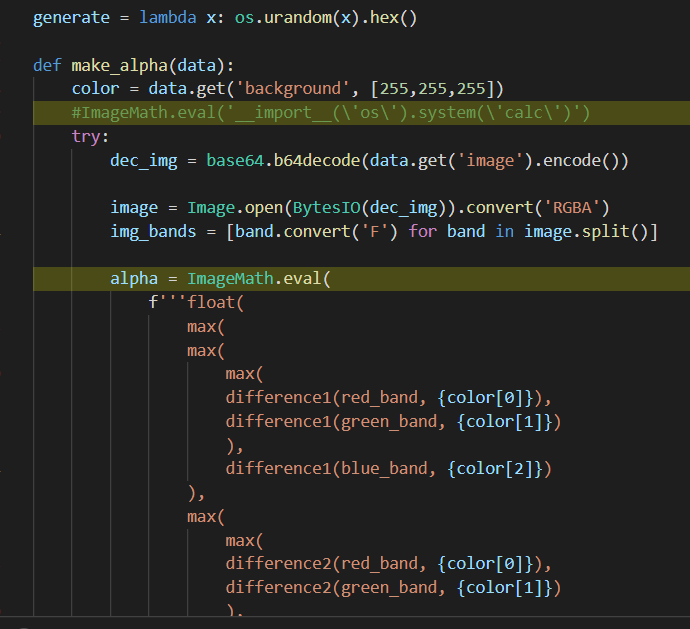 generate = lambda x: os.urandom(x).hex()
def make_alpha(data):
color = data.get('background', [255,255,255])
#ImageMath.eval('__import__(\'os\').system(\'calc\')')
try:
dec_img = base64.b64decode(data.get('image').encode())
image = Image.open(BytesIO(dec_img)).convert('RGBA')
img_bands = [band.convert('F') for band in image.split()]
alpha = ImageMath.eval(
f'''float(
max(
max(
max(
difference1(red_band, {color[0]}),
difference1(green_band, {color[1]})
),
difference1(blue_band, {color[2]})
),
max(
max(
difference2(red_band, {color[0]}),
difference2(green_band, {color[1]})
),